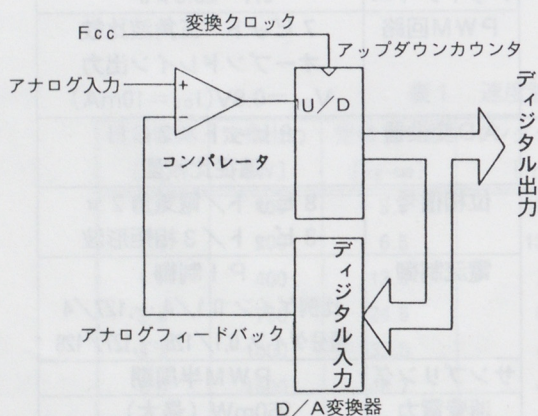 変換クロック
Fcc
アップダウンカウンタ
アナログ入力
+
-
U/D
コンパレータ
ディジタル出力
ディジタル入力
アナログフィードバック
D/A変換器